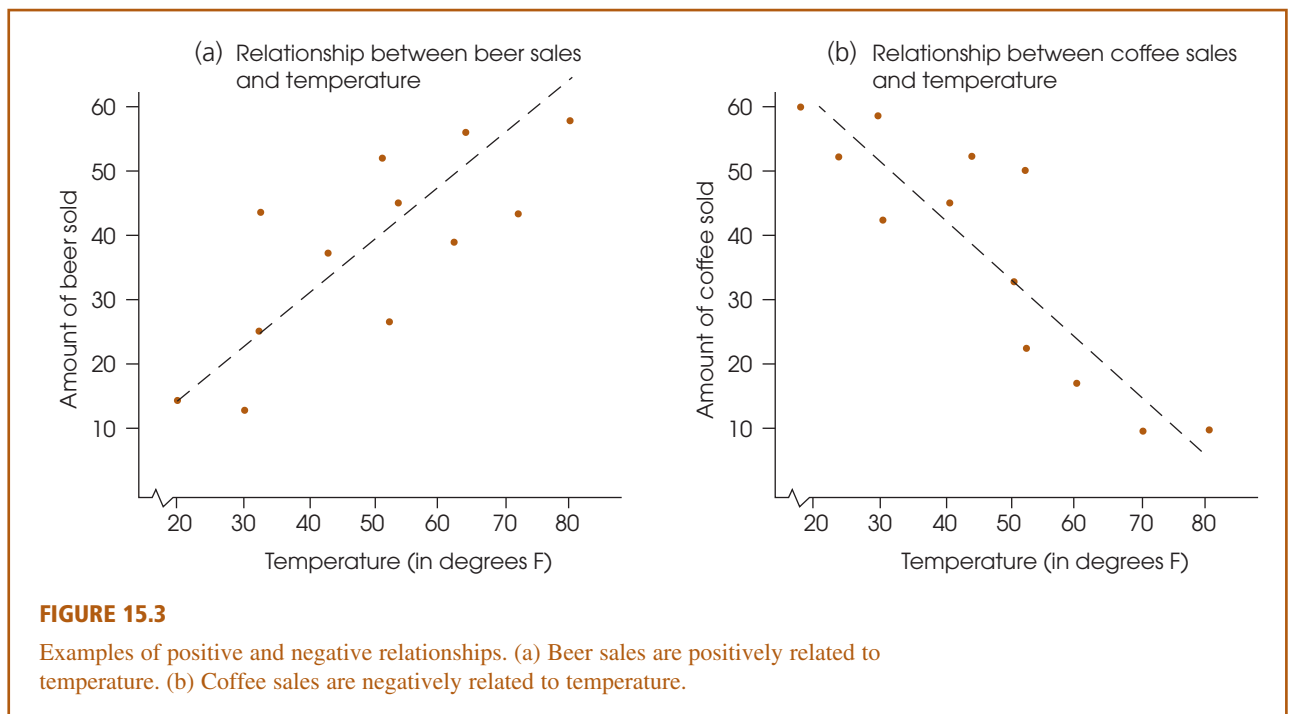 (a) Relationship between beer sales
and temperature
60
50
40
30
20
10
Amount of beer sold
20 30 40 50 60 70 80
Temperature (in degrees F)
(b) Relationship between coffee sales
and temperature
60
50
40
30
20
10
Amount of coffee sold
20 30 40 50 60 70 80
Temperature (in degrees F)
FIGURE 15.3
Examples of positive and negative relationships. (a) Beer sales are positively related to
temperature. (b) Coffee sales are negatively related to temperature.